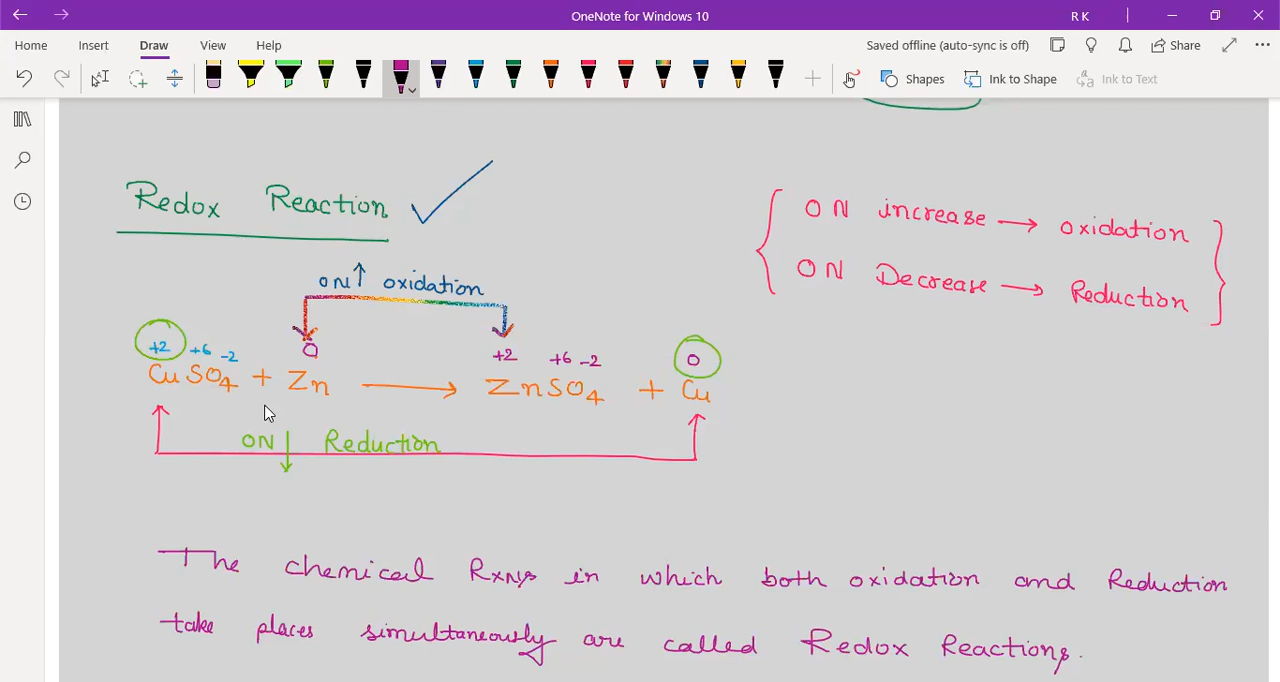 OneNote for Windows 10
R K
Home Insert Draw View Help
Saved offline (auto-sync is off) Share
Shapes Ink to Shape Ink to Text
Redox Reaction
ON increase → oxidation
ON Decrease → Reduction
ON↑ oxidation
+2 +6 -2 0 +2 +6 -2 0
CuSO4 + Zn → ZnSO4 + Cu
ON↓ Reduction
The chemical Rxns in which both oxidation and Reduction
take places simultaneously are called Redox Reactions.